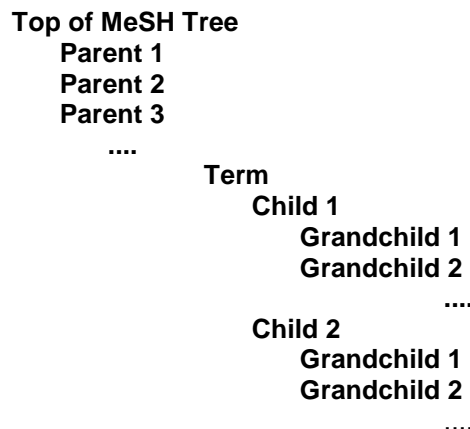 Top of MeSH Tree
Parent 1
Parent 2
Parent 3
....
Term
Child 1
Grandchild 1
Grandchild 2
....
Child 2
Grandchild 1
Grandchild 2
....